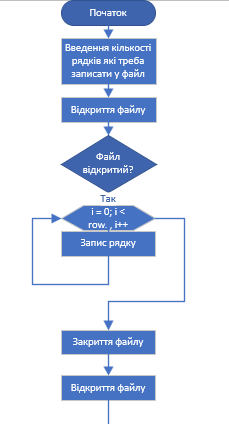 Початок
Введення кількості
рядків які треба
записати у файл
Відкриття файлу
Файл
відкритий?
Так
i = 0; i <
row. , i++
Запис рядку
Закриття файлу
Відкриття файлу